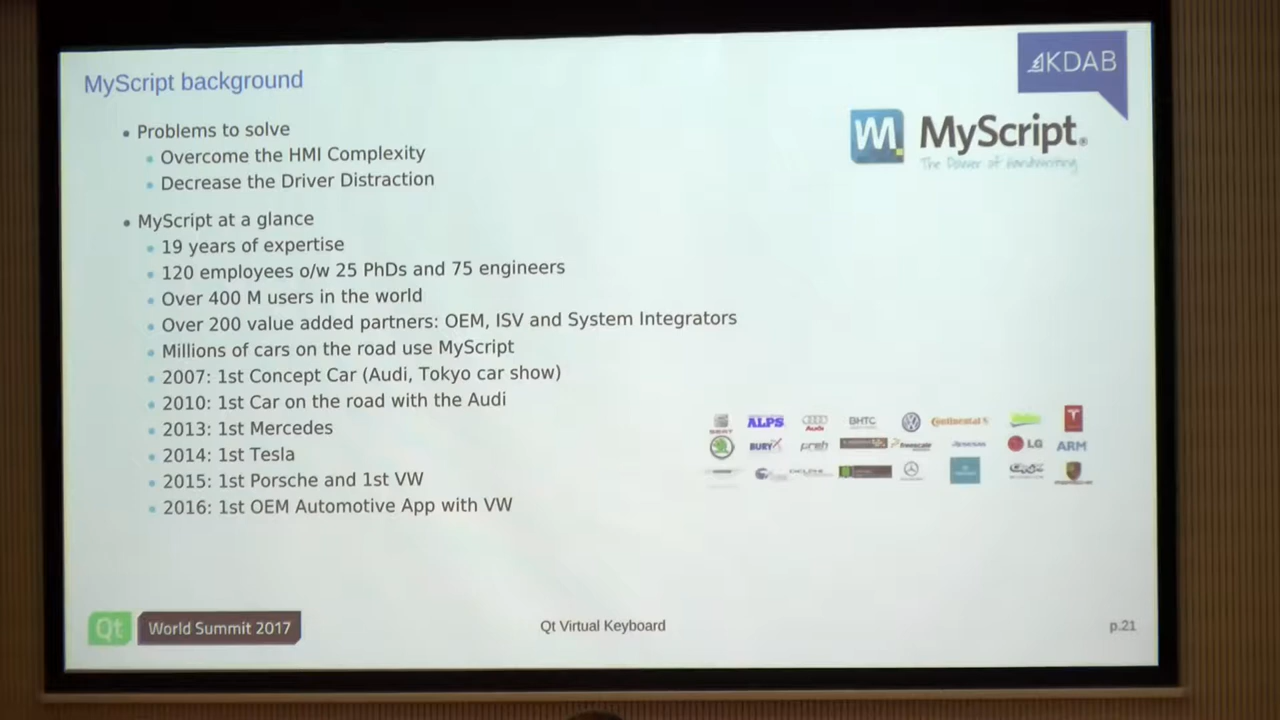 MyScript background
KDAB
MyScript®
The Power of Handwriting
• Problems to solve
• Overcome the HMI Complexity
• Decrease the Driver Distraction
• MyScript at a glance
• 19 years of expertise
• 120 employees o/w 25 PhDs and 75 engineers
• Over 400 M users in the world
• Over 200 value added partners: OEM, ISV and System Integrators
• Millions of cars on the road use MyScript
• 2007: 1st Concept Car (Audi, Tokyo car show)
• 2010: 1st Car on the road with the Audi
• 2013: 1st Mercedes
• 2014: 1st Tesla
• 2015: 1st Porsche and 1st VW
• 2016: 1st OEM Automotive App with VW
SEAT ALPS Audi BHTC Continental
BURY preh freescale LG ARM
DELPHI
Qt World Summit 2017
Qt Virtual Keyboard
p.21